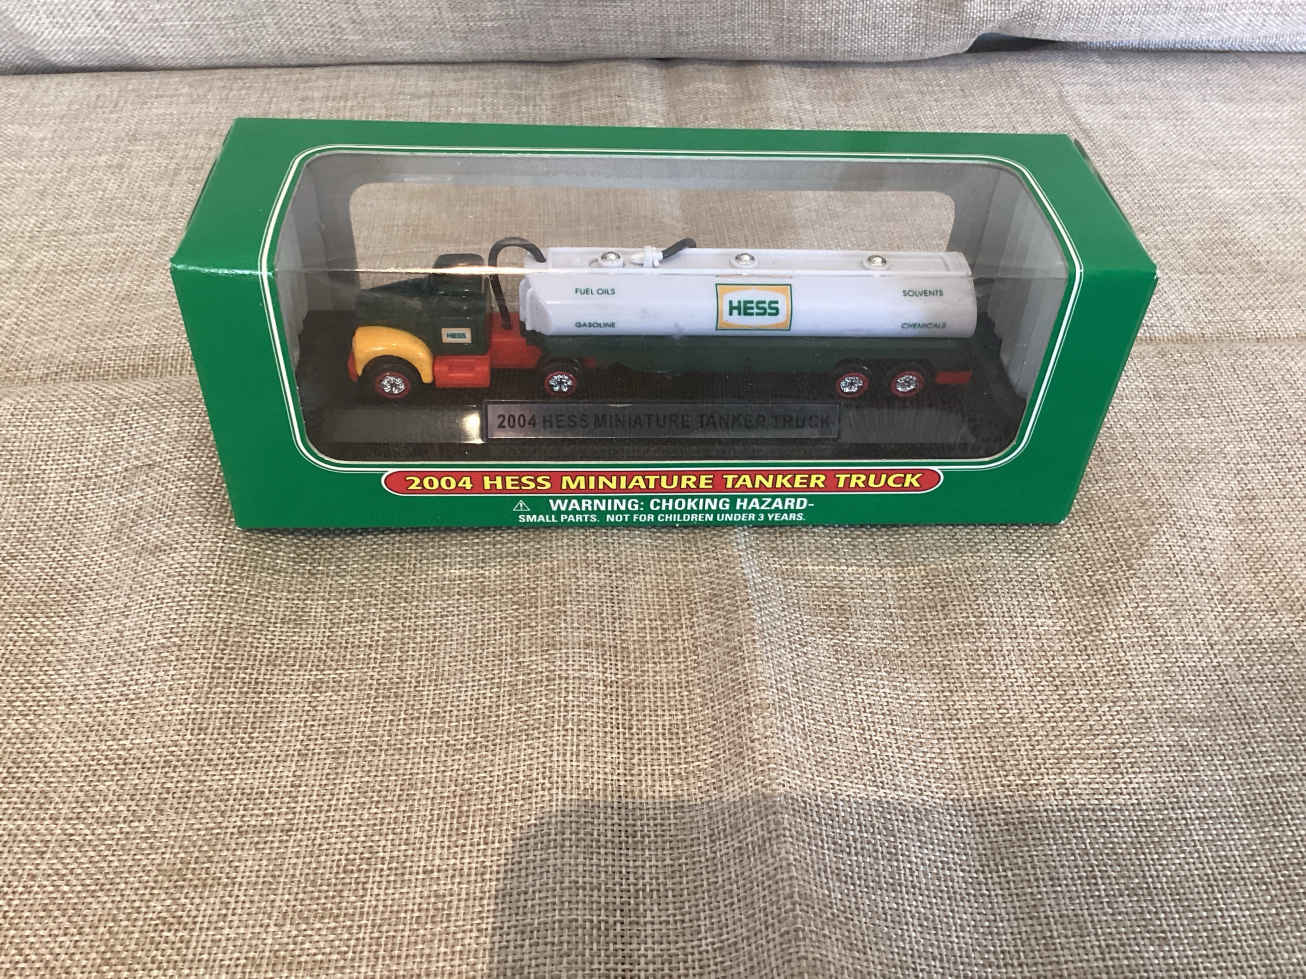 FUEL OILS
HESS
SOLVENTS
GASOLINE
CHEMICALS
HESS
2004 HESS MINIATURE TANKER TRUCK
2004 HESS MINIATURE TANKER TRUCK
WARNING: CHOKING HAZARD-
SMALL PARTS. NOT FOR CHILDREN UNDER 3 YEARS.